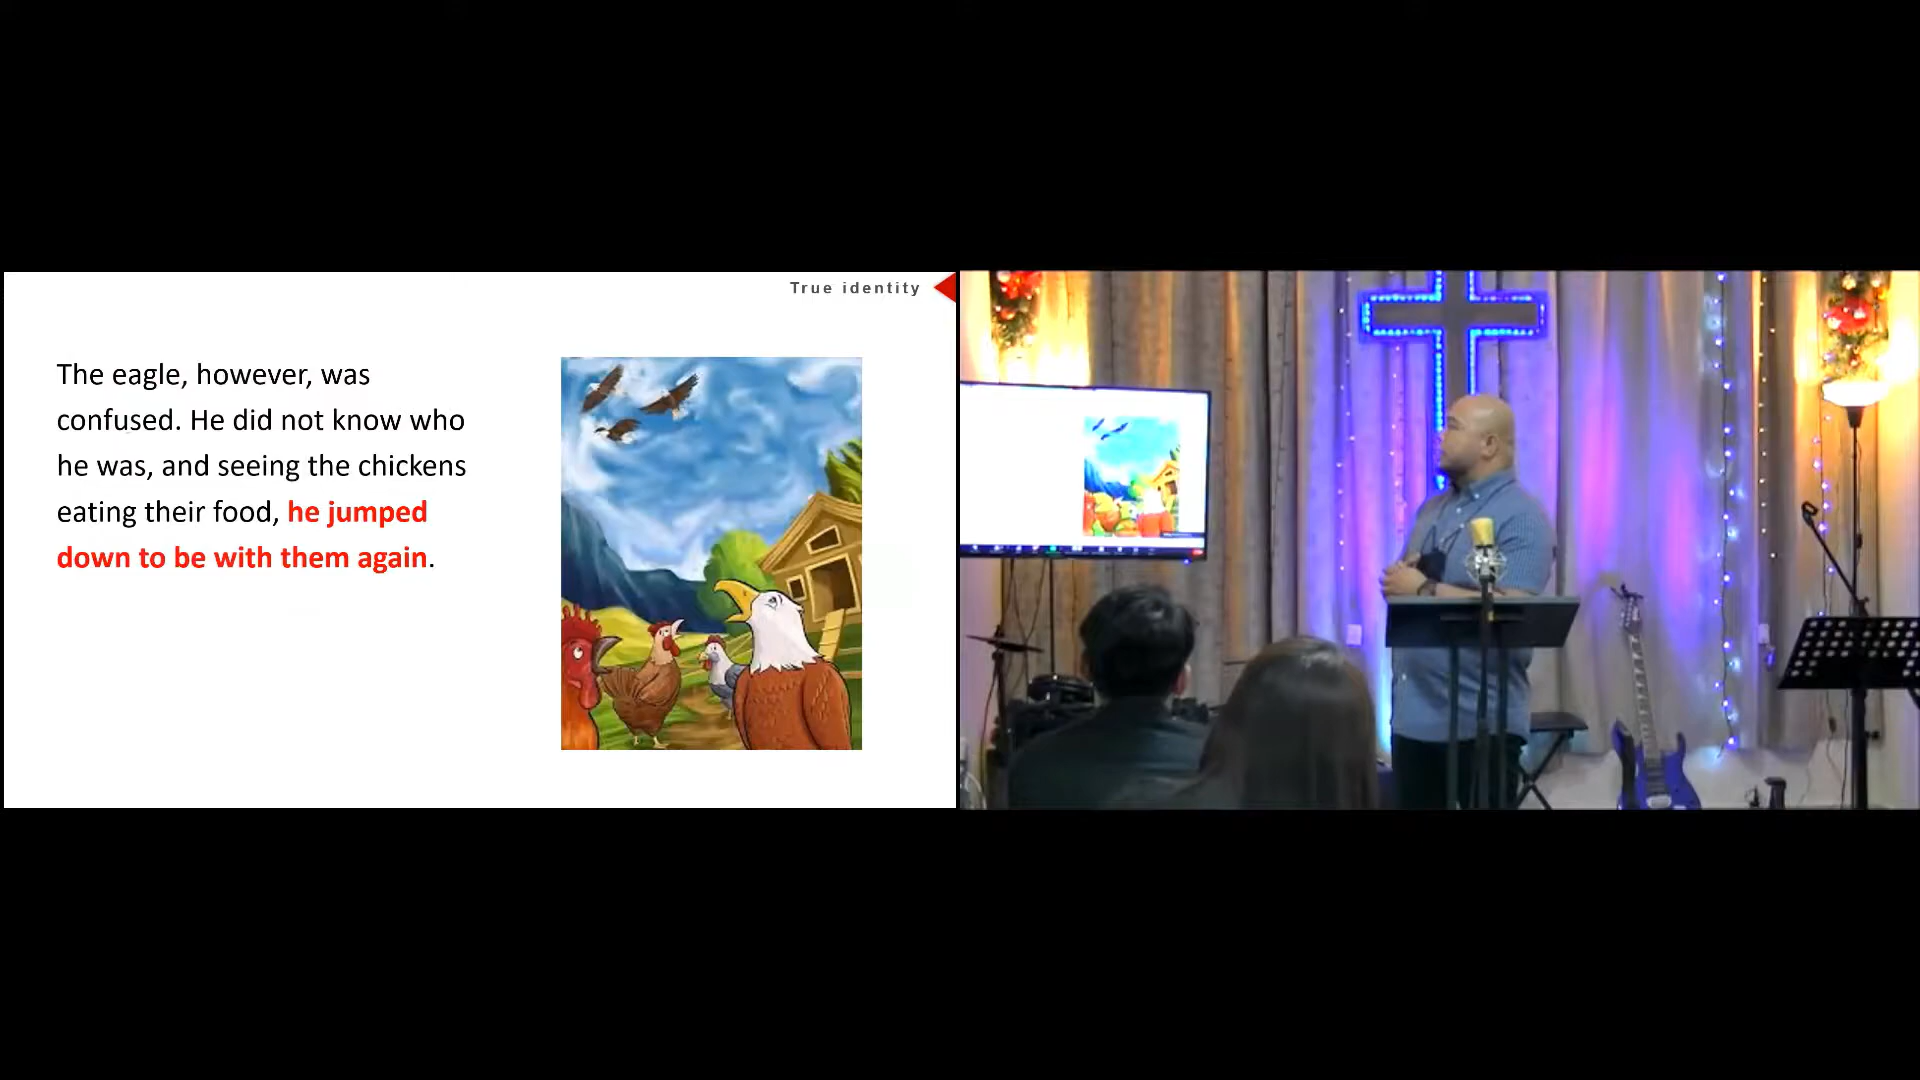 True identity
The eagle, however, was
confused. He did not know who
he was, and seeing the chickens
eating their food, he jumped
down to be with them again.